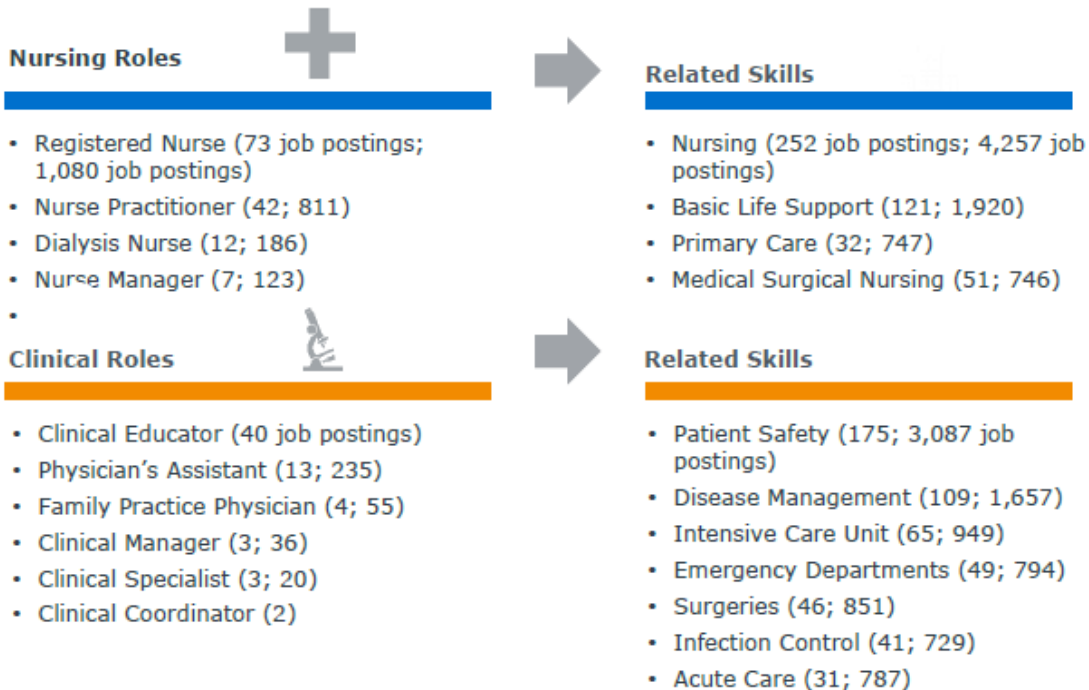 Nursing Roles
• Registered Nurse (73 job postings;
1,080 job postings)
• Nurse Practitioner (42; 811)
• Dialysis Nurse (12; 186)
• Nurse Manager (7; 123)
•
Related Skills
• Nursing (252 job postings; 4,257 job
postings)
• Basic Life Support (121; 1,920)
• Primary Care (32; 747)
• Medical Surgical Nursing (51; 746)
Clinical Roles
• Clinical Educator (40 job postings)
• Physician’s Assistant (13; 235)
• Family Practice Physician (4; 55)
• Clinical Manager (3; 36)
• Clinical Specialist (3; 20)
• Clinical Coordinator (2)
Related Skills
• Patient Safety (175; 3,087 job
postings)
• Disease Management (109; 1,657)
• Intensive Care Unit (65; 949)
• Emergency Departments (49; 794)
• Surgeries (46; 851)
• Infection Control (41; 729)
• Acute Care (31; 787)